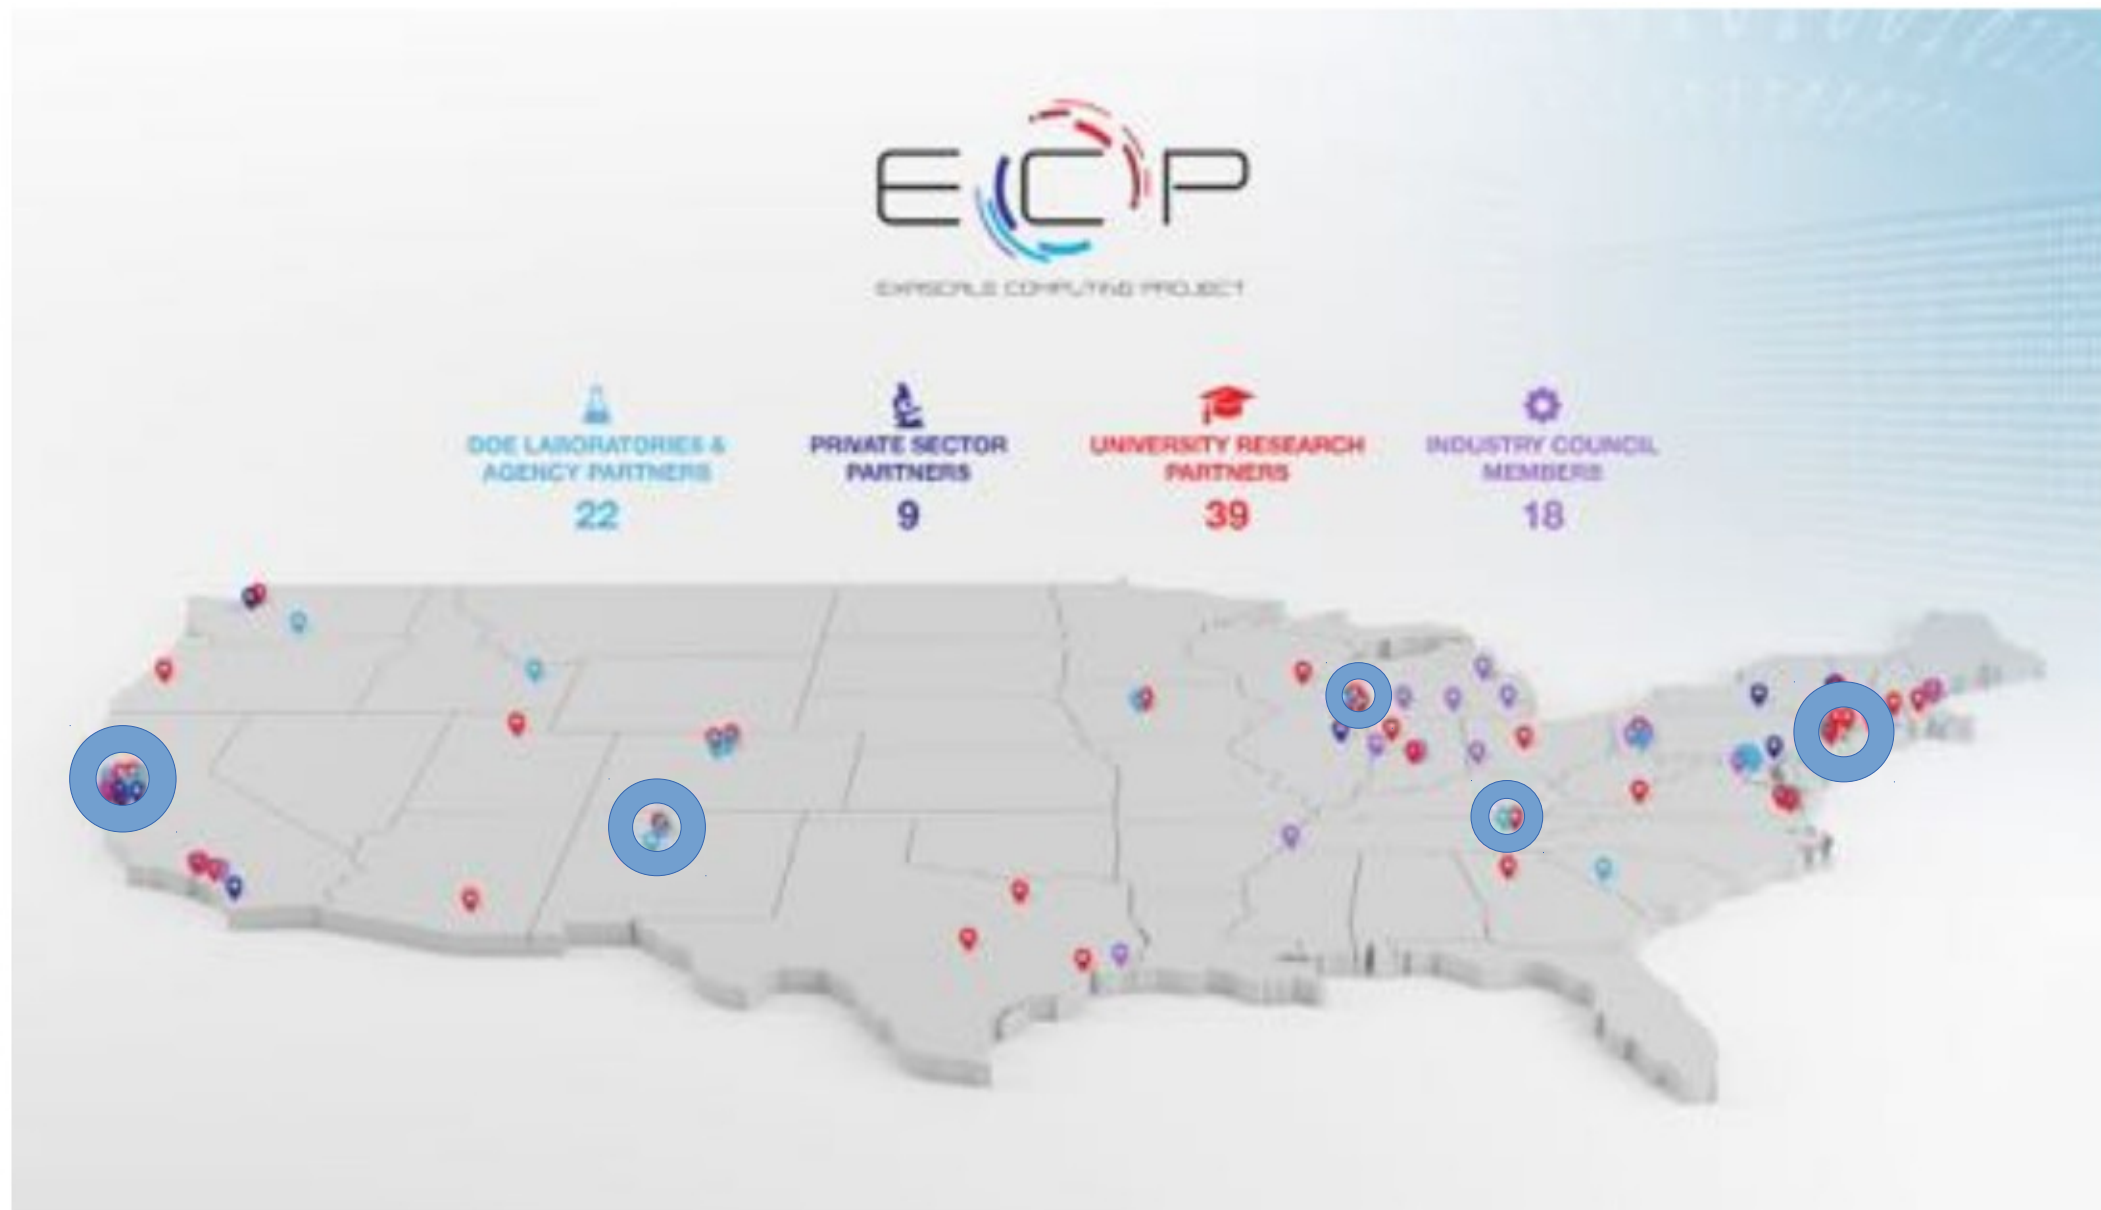 ECP
EXASCALE COMPUTING PROJECT
DOE LABORATORIES &
AGENCY PARTNERS
22
PRIVATE SECTOR
PARTNERS
9
UNIVERSITY RESEARCH
PARTNERS
39
INDUSTRY COUNCIL
MEMBERS
18